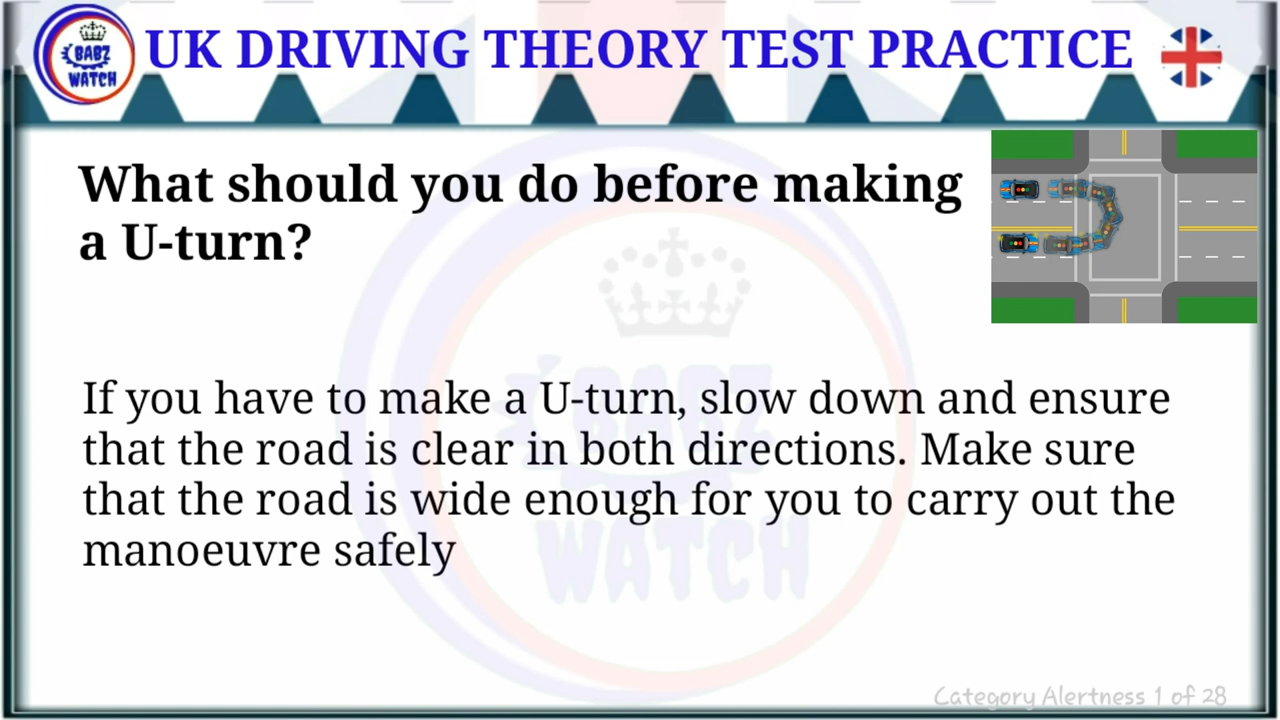 BABZ
WATCH
UK DRIVING THEORY TEST PRACTICE
What should you do before making
a U-turn?
If you have to make a U-turn, slow down and ensure
that the road is clear in both directions. Make sure
that the road is wide enough for you to carry out the
manoeuvre safely
BABZ
WATCH
Category Alertness 1 of 28